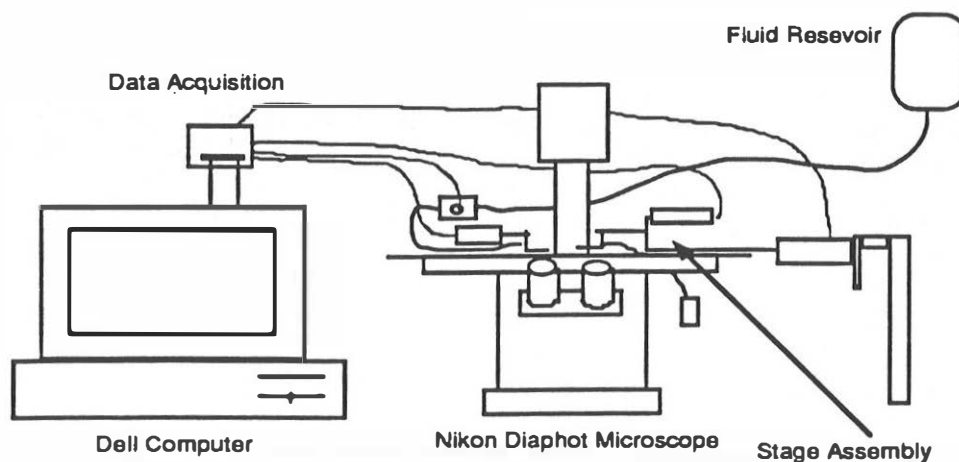 Fluid Resevoir
Data Acquisition
Dell Computer
Nikon Diaphot Microscope
Stage Assembly